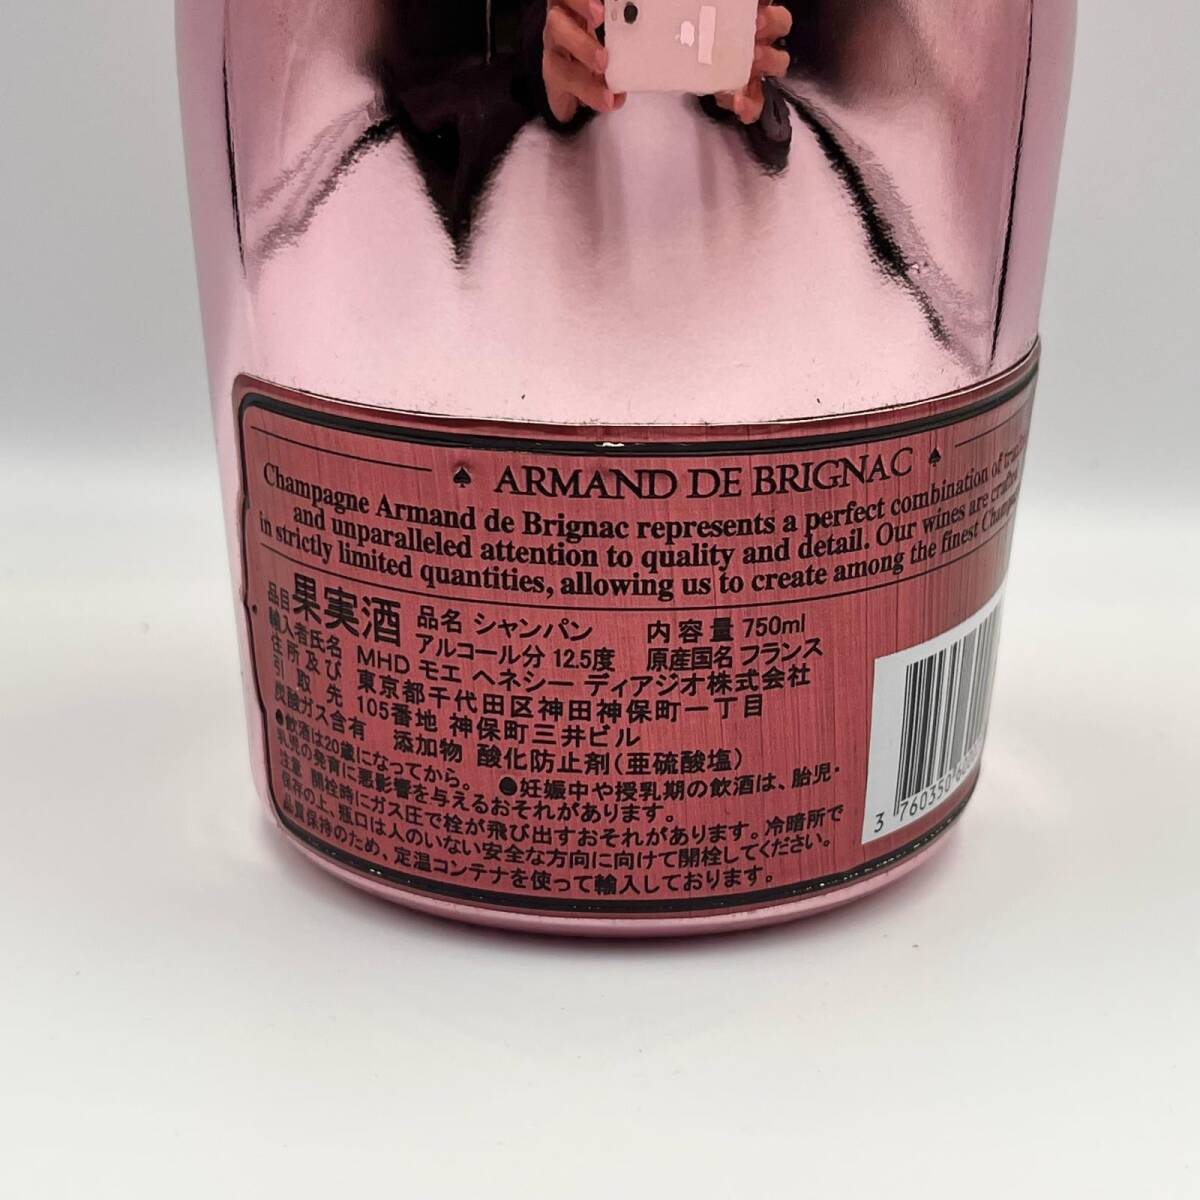 ARMAND DE BRIGNAC
Champagne Armand de Brignac represents a perfect combination of
and unparalleled attention to quality and detail. Our wines are crafted
in strictly limited quantities, allowing us to create among the finest
品目 果実酒 品名 シャンパン 内容量 750ml
アルコール分 12.5度 原産国名 フランス
輸入者氏名 MHD モエ ヘネシー ディアジオ株式会社
住所及び 東京都千代田区神田神保町一丁目
引取先 105番地 神保町三井ビル
炭酸ガス含有 添加物 酸化防止剤(亜硫酸塩)
●飲酒は20歳になってから。 ●妊娠中や授乳期の飲酒は、胎児・
乳児の発育に悪影響を与えるおそれがあります。
注意 開栓時にガス圧で栓が飛び出すおそれがあります。冷暗所で
保存の上、瓶口は人のいない安全な方向に向けて開栓してください。
品質保持のため、定温コンテナを使って輸入しております。
3 760350